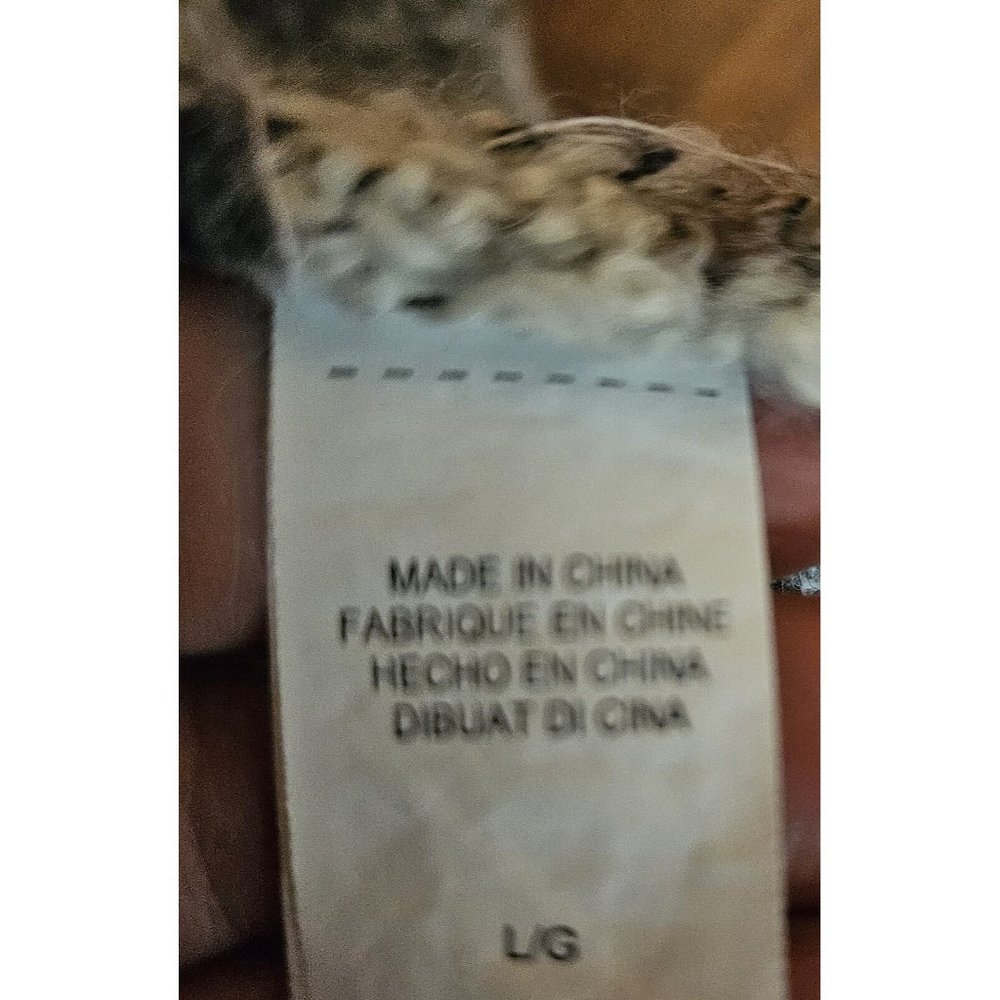 MADE IN CHINA
FABRIQUE EN CHINE
HECHO EN CHINA
DIBUAT DI CINA
L/G